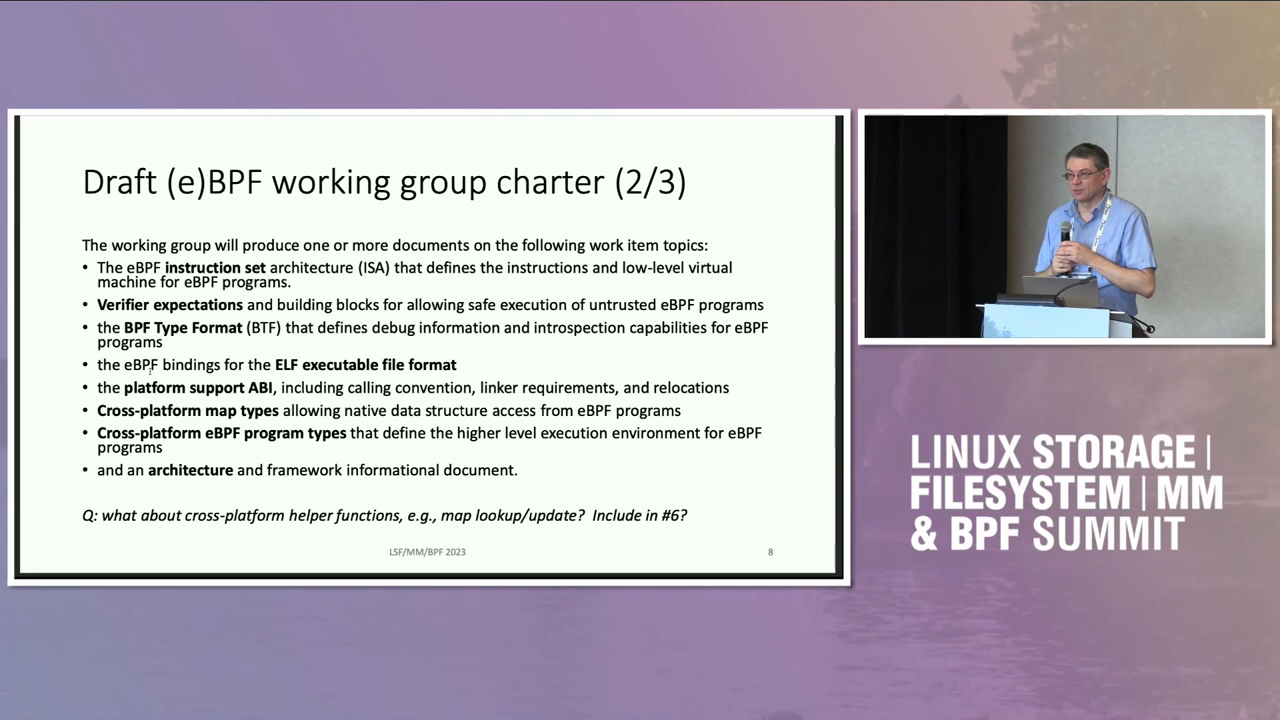 Draft (e)BPF working group charter (2/3)
The working group will produce one or more documents on the following work item topics:
• The eBPF instruction set architecture (ISA) that defines the instructions and low-level virtual
machine for eBPF programs.
• Verifier expectations and building blocks for allowing safe execution of untrusted eBPF programs
• the BPF Type Format (BTF) that defines debug information and introspection capabilities for eBPF
programs
• the eBPF bindings for the ELF executable file format
• the platform support ABI, including calling convention, linker requirements, and relocations
• Cross-platform map types allowing native data structure access from eBPF programs
• Cross-platform eBPF program types that define the higher level execution environment for eBPF
programs
• and an architecture and framework informational document.
Q: what about cross-platform helper functions, e.g., map lookup/update? Include in #6?
LSF/MM/BPF 2023
8
LINUX STORAGE |
FILESYSTEM | MM
& BPF SUMMIT